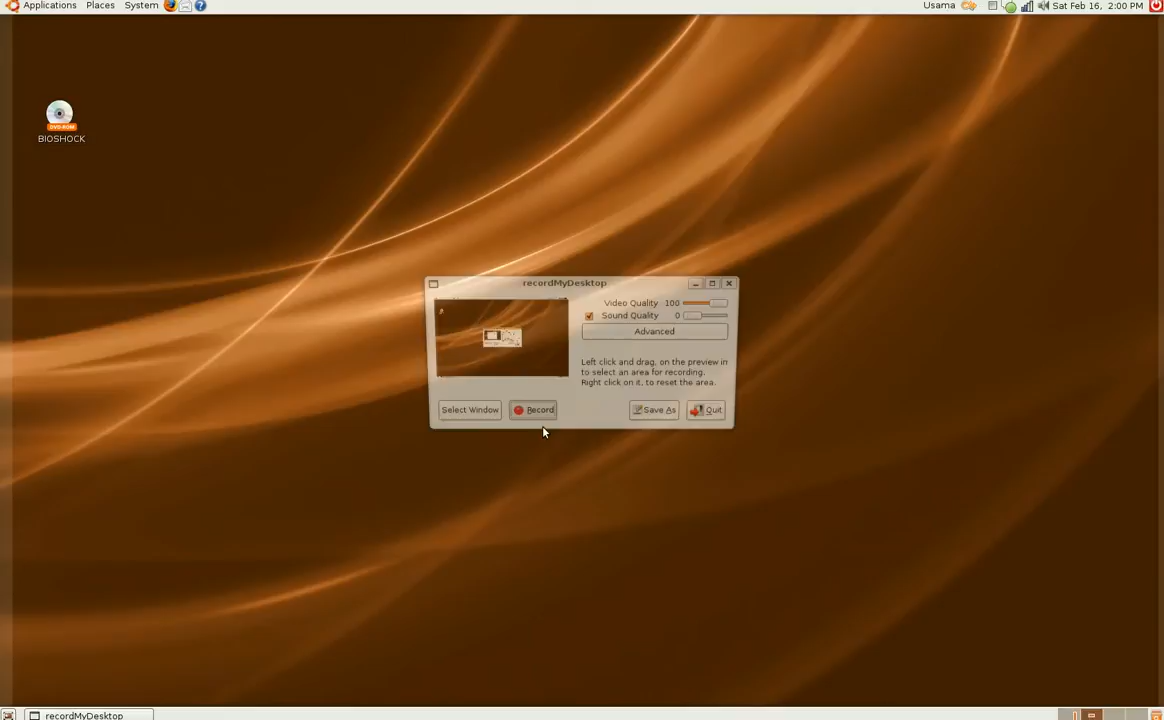 Applications Places System Usama Sat Feb 16, 2:00 PM
DVD-ROM
BIOSHOCK
recordMyDesktop
Video Quality 100
Sound Quality 0
Advanced
Left click and drag, on the preview in
to select an area for recording.
Right click on it, to reset the area.
Select Window Record Save As Quit
recordMyDesktop